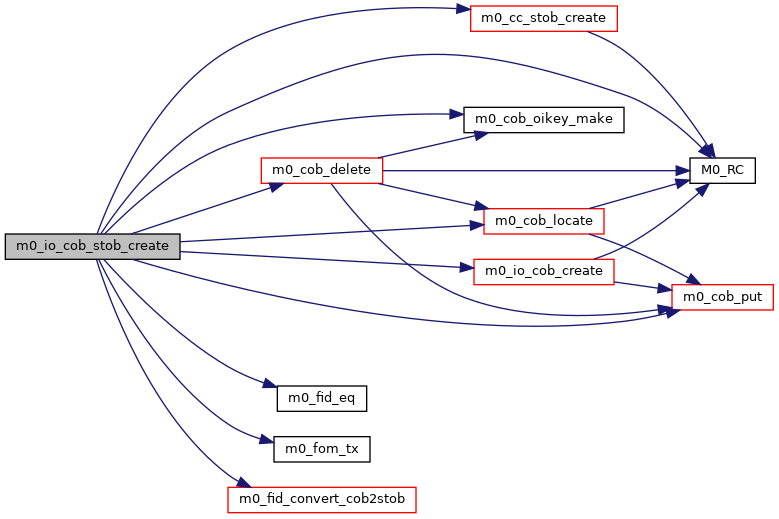 m0_cc_stob_create
m0_cob_oikey_make
m0_cob_delete
M0_RC
m0_cob_locate
m0_io_cob_stob_create
m0_io_cob_create
m0_cob_put
m0_fid_eq
m0_fom_tx
m0_fid_convert_cob2stob